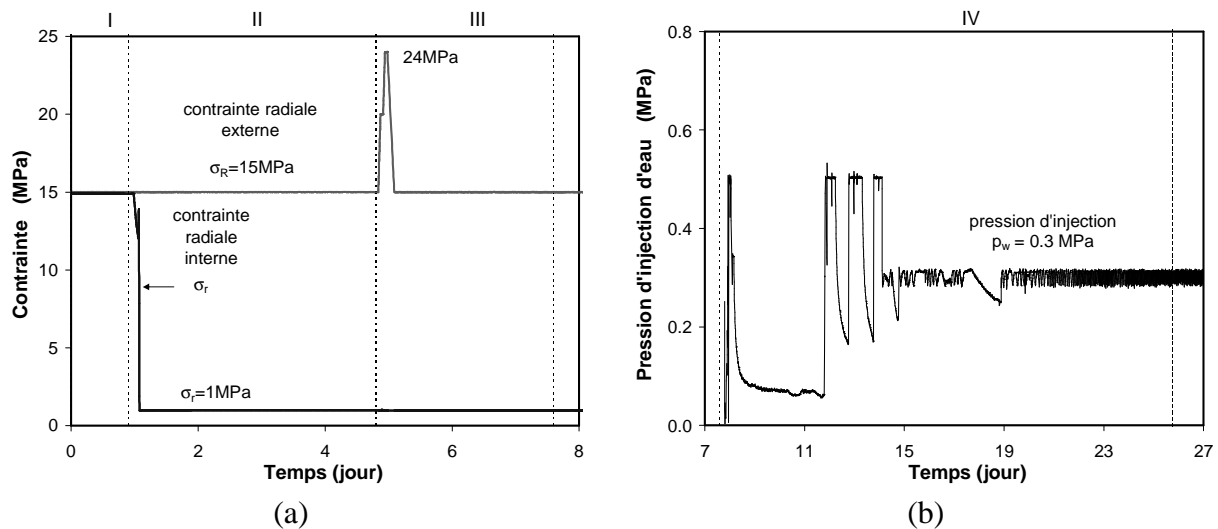 I II III
25
20
15
10
5
0
Contrainte (MPa)
24MPa
contrainte radiale
externe
σR=15MPa
contrainte
radiale
interne
σr
σr=1MPa
0 2 4 6 8
Temps (jour)
(a)
IV
0.8
0.6
0.4
0.2
0.0
Pression d'injection d'eau (MPa)
pression d'injection
pw = 0.3 MPa
7 11 15 19 23 27
Temps (jour)
(b)